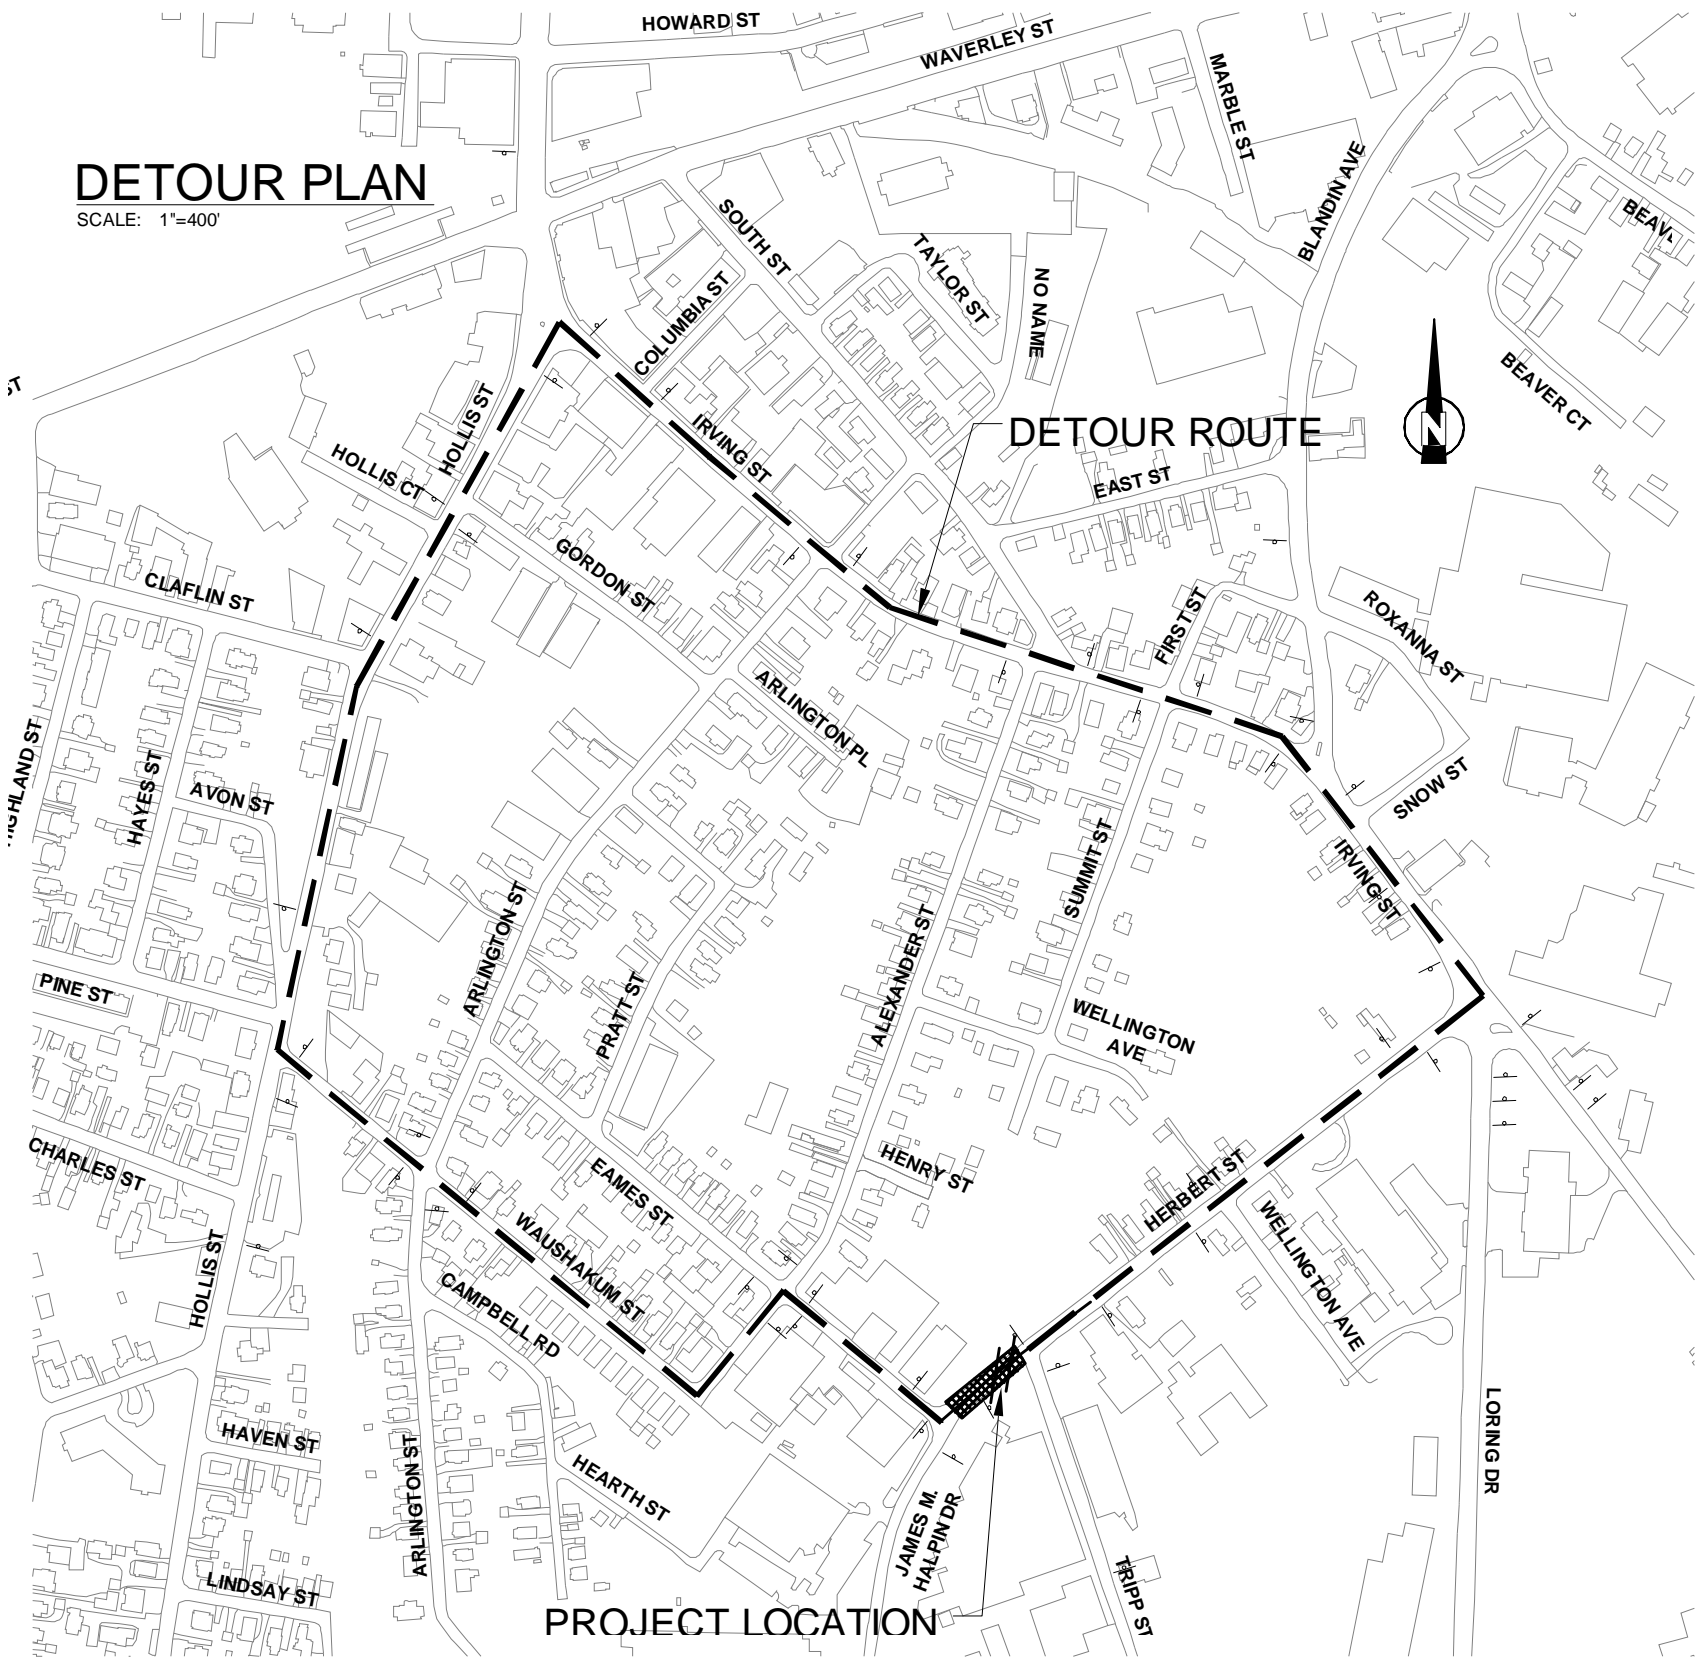 HOWARD ST
WAVERLEY ST
MARBLE ST
BLANDIN AVE
DETOUR PLAN
SCALE: 1"=400'
SOUTH ST
TAYLOR ST
NO NAME
COLUMBIA ST
BEAVER CT
HOLLIS ST
HOLLIS CT
IRVING ST
DETOUR ROUTE
N
EAST ST
GORDON ST
CLAFLIN ST
FIRST ST
ROXANNA ST
ARLINGTON PL
HIGHLAND ST
HAYES ST
AVON ST
SNOW ST
SUMMIT ST
IRVING ST
ARLINGTON ST
ALEXANDER ST
PINE ST
PRATT ST
WELLINGTON
AVE
CHARLES ST
EAMES ST
HENRY ST
HERBERT ST
WELLINGTON AVE
WAUSHAKUM ST
CAMPBELL RD
HOLLIS ST
LORING DR
HAVEN ST
ARLINGTON ST
HEARTH ST
JAMES M.
HALPIN DR
TRIPP ST
LINDSAY ST
PROJECT LOCATION